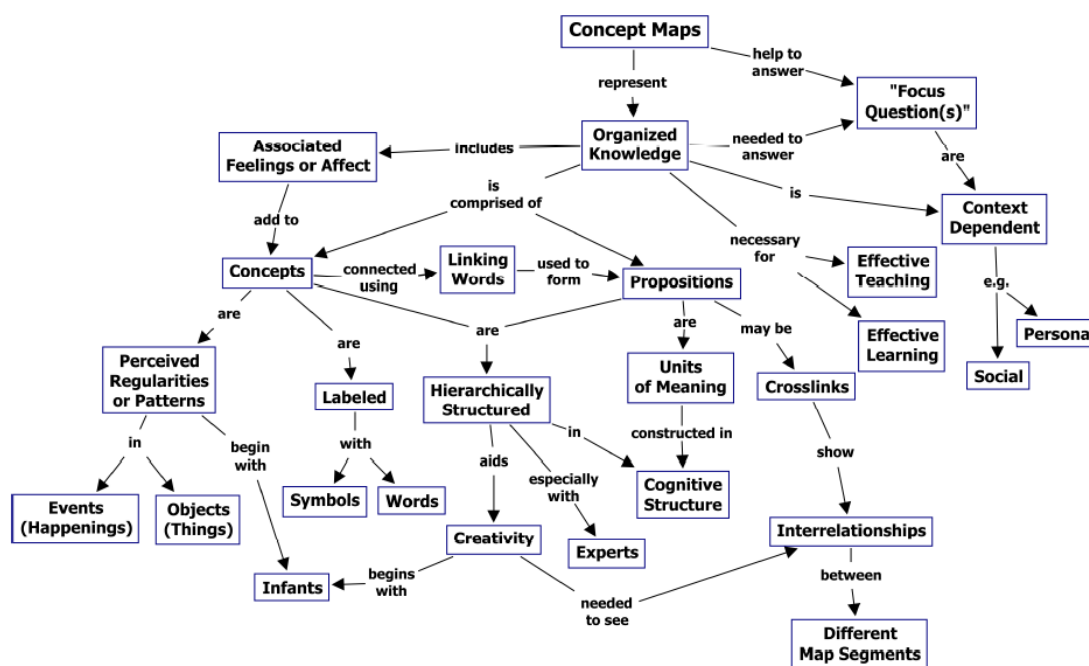 Concept Maps
help to
answer
represent
"Focus
Question(s)"
Organized
Knowledge
needed to
answer
Associated
Feelings or Affect
includes
are
is
comprised of
is
Context
Dependent
add to
necessary
for
Concepts
connected
using
Linking
Words
used to
form
Propositions
Effective
Teaching
e.g.
are
are
are
are
may be
Effective
Learning
Persona
Social
Perceived
Regularities
or Patterns
Labeled
Hierarchically
Structured
Units
of Meaning
Crosslinks
in
begin
with
with
aids
especially
with
in
constructed in
show
Events
(Happenings)
Objects
(Things)
Symbols
Words
Cognitive
Structure
Creativity
Experts
Interrelationships
Infants
begins
with
needed
to see
between
Different
Map Segments